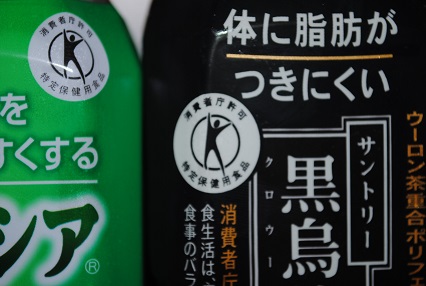 消費者庁許可
特定保健用食品
を
すくする
シア®
体に脂肪が
つきにくい
消費者庁許可
特定保健用食品
ウーロン茶重合ポリフェ
サントリー
黒烏
クロウー
消費者庁
食生活は、
食事のバラ